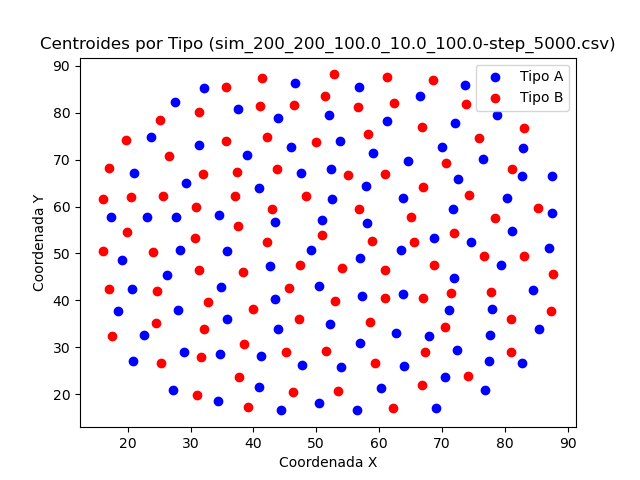 Centroides por Tipo (sim_200_200_100.0_10.0_100.0-step_5000.csv)
Tipo A
Tipo B
90
80
70
60
50
40
30
20
Coordenada Y
20 30 40 50 60 70 80 90
Coordenada X